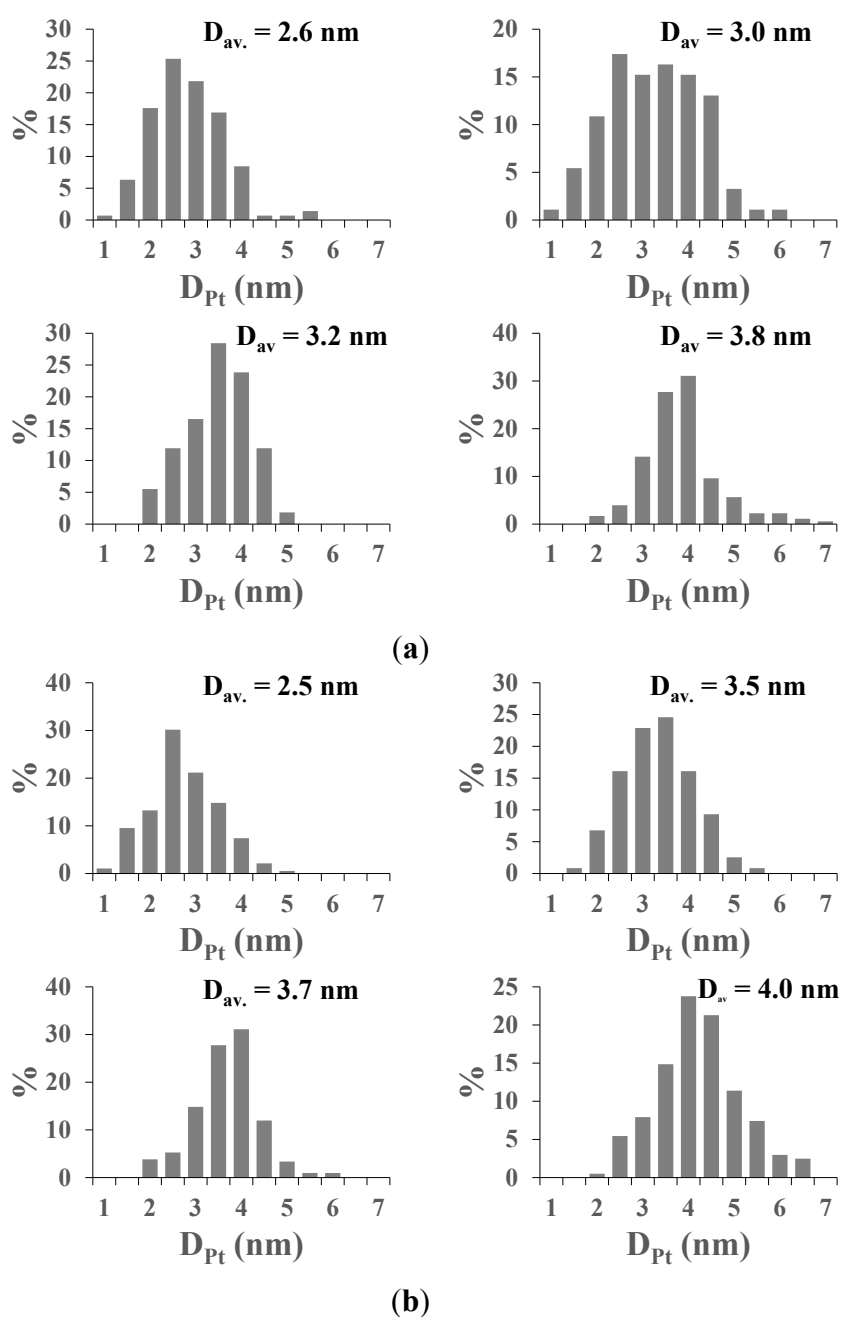 D_av. = 2.6 nm
30
25
20
15
10
5
0
%
1 2 3 4 5 6 7
D_Pt (nm)
D_av = 3.0 nm
20
15
10
5
0
%
1 2 3 4 5 6 7
D_Pt (nm)
D_av = 3.2 nm
30
25
20
15
10
5
0
%
1 2 3 4 5 6 7
D_Pt (nm)
D_av = 3.8 nm
40
30
20
10
0
%
1 2 3 4 5 6 7
D_Pt (nm)
(a)
D_av. = 2.5 nm
40
30
20
10
0
%
1 2 3 4 5 6 7
D_Pt (nm)
D_av. = 3.5 nm
30
25
20
15
10
5
0
%
1 2 3 4 5 6 7
D_Pt (nm)
D_av. = 3.7 nm
40
30
20
10
0
%
1 2 3 4 5 6 7
D_Pt (nm)
D_av = 4.0 nm
25
20
15
10
5
0
%
1 2 3 4 5 6 7
D_Pt (nm)
(b)